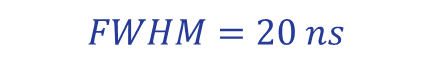 FWHM = 20 ns